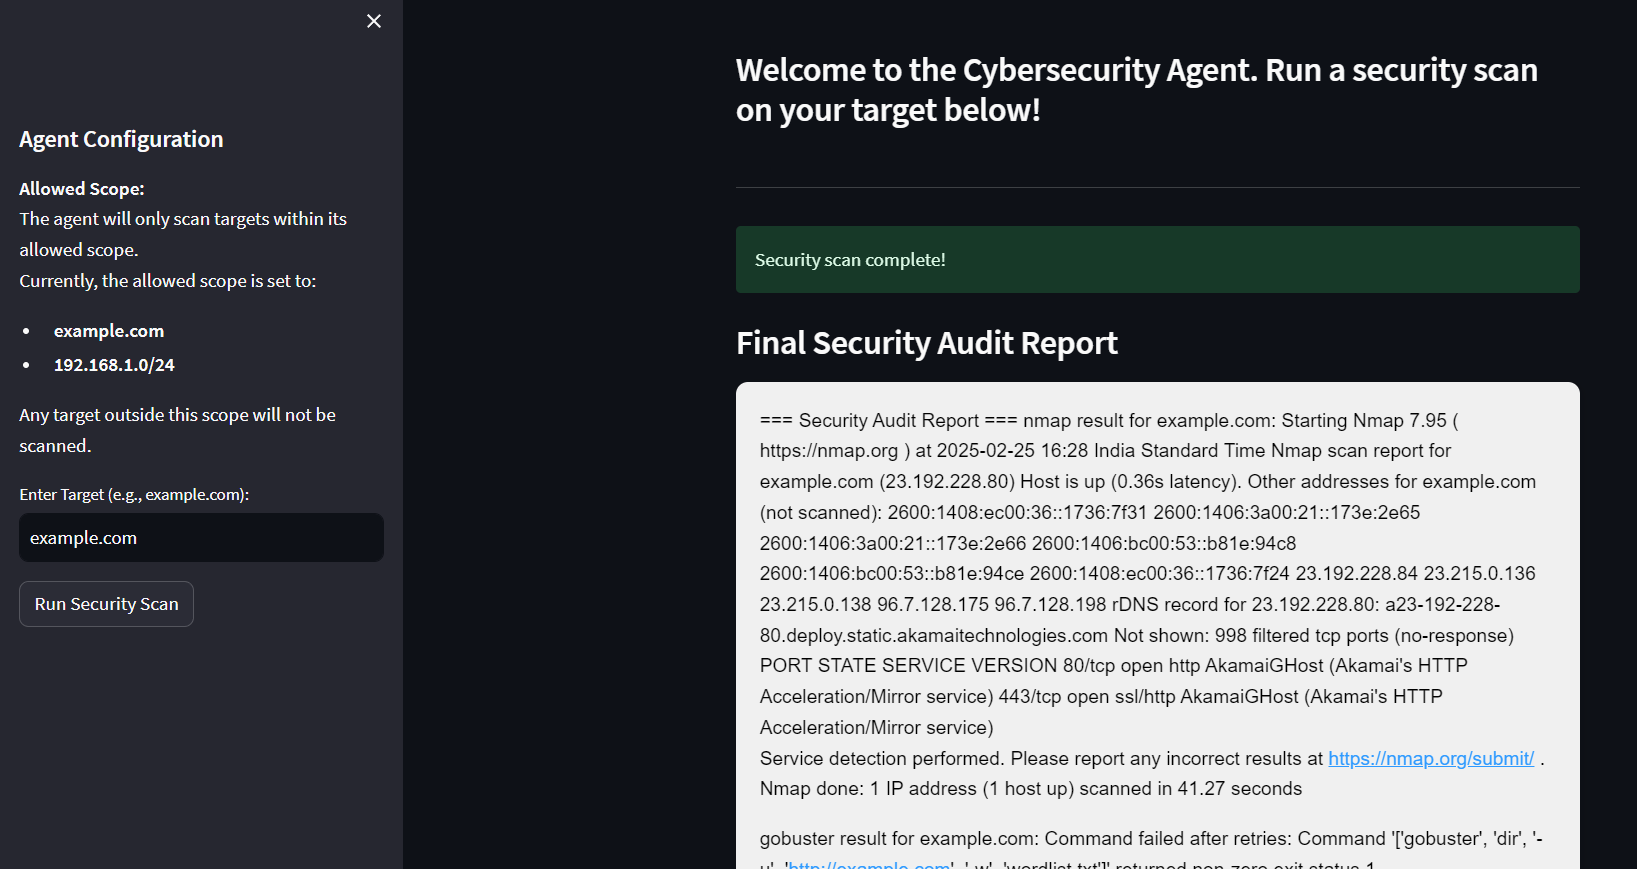 Agent Configuration
Allowed Scope:
The agent will only scan targets within its
allowed scope.
Currently, the allowed scope is set to:
• example.com
• 192.168.1.0/24
Any target outside this scope will not be
scanned.
Enter Target (e.g., example.com):
example.com
Run Security Scan
Welcome to the Cybersecurity Agent. Run a security scan
on your target below!
Security scan complete!
Final Security Audit Report
=== Security Audit Report === nmap result for example.com: Starting Nmap 7.95 (
https://nmap.org ) at 2025-02-25 16:28 India Standard Time Nmap scan report for
example.com (23.192.228.80) Host is up (0.36s latency). Other addresses for example.com
(not scanned): 2600:1408:ec00:36::1736:7f31 2600:1406:3a00:21::173e:2e65
2600:1406:3a00:21::173e:2e66 2600:1406:bc00:53::b81e:94c8
2600:1406:bc00:53::b81e:94ce 2600:1408:ec00:36::1736:7f24 23.192.228.84 23.215.0.136
23.215.0.138 96.7.128.175 96.7.128.198 rDNS record for 23.192.228.80: a23-192-228-
80.deploy.static.akamaitechnologies.com Not shown: 998 filtered tcp ports (no-response)
PORT STATE SERVICE VERSION 80/tcp open http AkamaiGHost (Akamai's HTTP
Acceleration/Mirror service) 443/tcp open ssl/http AkamaiGHost (Akamai's HTTP
Acceleration/Mirror service)
Service detection performed. Please report any incorrect results at https://nmap.org/submit/ .
Nmap done: 1 IP address (1 host up) scanned in 41.27 seconds
gobuster result for example.com: Command failed after retries: Command '['gobuster', 'dir', '-
u', 'http://example.com', '-w', 'wordlist.txt']' returned non-zero exit status 1.